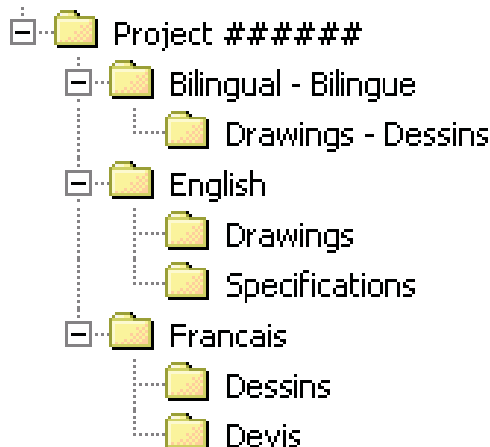 Project ######
Bilingual - Bilingue
Drawings - Dessins
English
Drawings
Specifications
Francais
Dessins
Devis